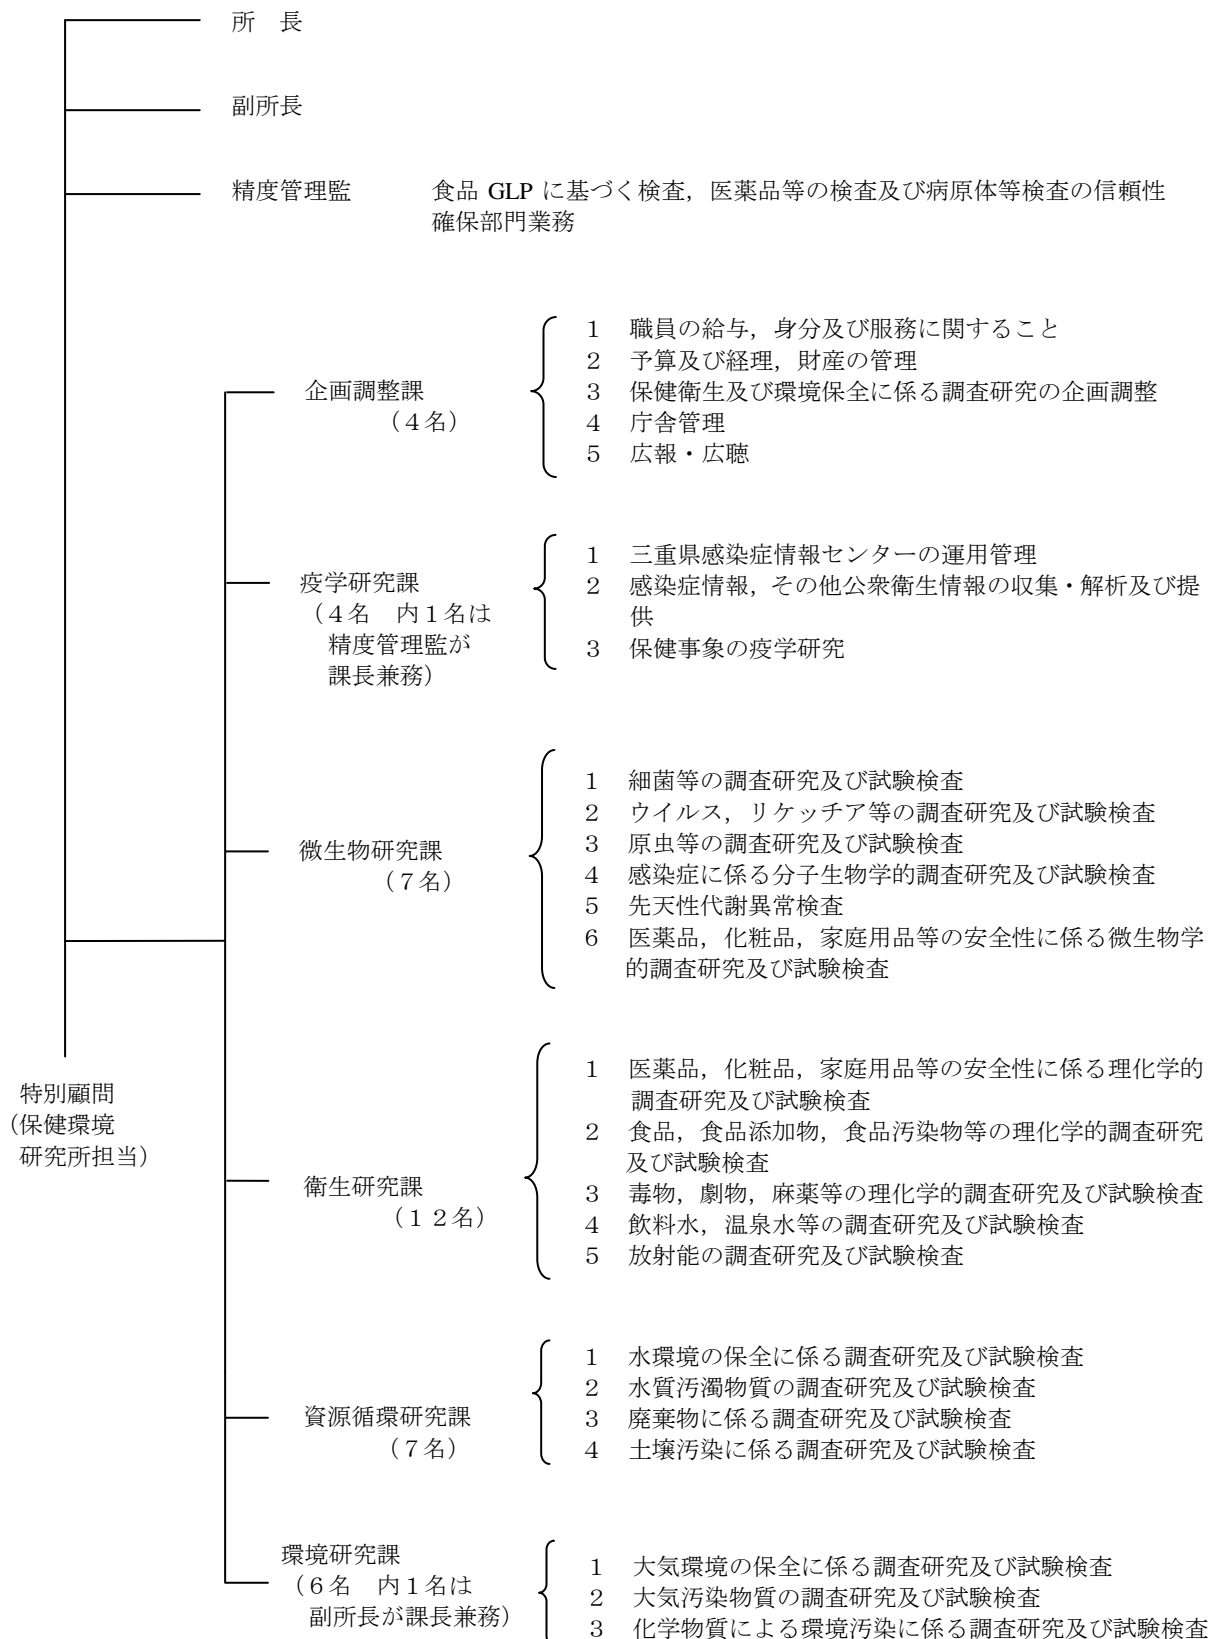 所　長
副所長
精度管理監　食品 GLP に基づく検査，医薬品等の検査及び病原体等検査の信頼性
確保部門業務
企画調整課
（４名）
１　職員の給与，身分及び服務に関すること
２　予算及び経理，財産の管理
３　保健衛生及び環境保全に係る調査研究の企画調整
４　庁舎管理
５　広報・広聴
疫学研究課
（４名　内１名は
精度管理監が
課長兼務）
１　三重県感染症情報センターの運用管理
２　感染症情報，その他公衆衛生情報の収集・解析及び提
供
３　保健事象の疫学研究
微生物研究課
（７名）
１　細菌等の調査研究及び試験検査
２　ウイルス，リケッチア等の調査研究及び試験検査
３　原虫等の調査研究及び試験検査
４　感染症に係る分子生物学的調査研究及び試験検査
５　先天性代謝異常検査
６　医薬品，化粧品，家庭用品等の安全性に係る微生物学
的調査研究及び試験検査
特別顧問
（保健環境
研究所担当）
衛生研究課
（１２名）
１　医薬品，化粧品，家庭用品等の安全性に係る理化学的
調査研究及び試験検査
２　食品，食品添加物，食品汚染物等の理化学的調査研究
及び試験検査
３　毒物，劇物，麻薬等の理化学的調査研究及び試験検査
４　飲料水，温泉水等の調査研究及び試験検査
５　放射能の調査研究及び試験検査
資源循環研究課
（７名）
１　水環境の保全に係る調査研究及び試験検査
２　水質汚濁物質の調査研究及び試験検査
３　廃棄物に係る調査研究及び試験検査
４　土壌汚染に係る調査研究及び試験検査
環境研究課
（６名　内１名は
副所長が課長兼務）
１　大気環境の保全に係る調査研究及び試験検査
２　大気汚染物質の調査研究及び試験検査
３　化学物質による環境汚染に係る調査研究及び試験検査